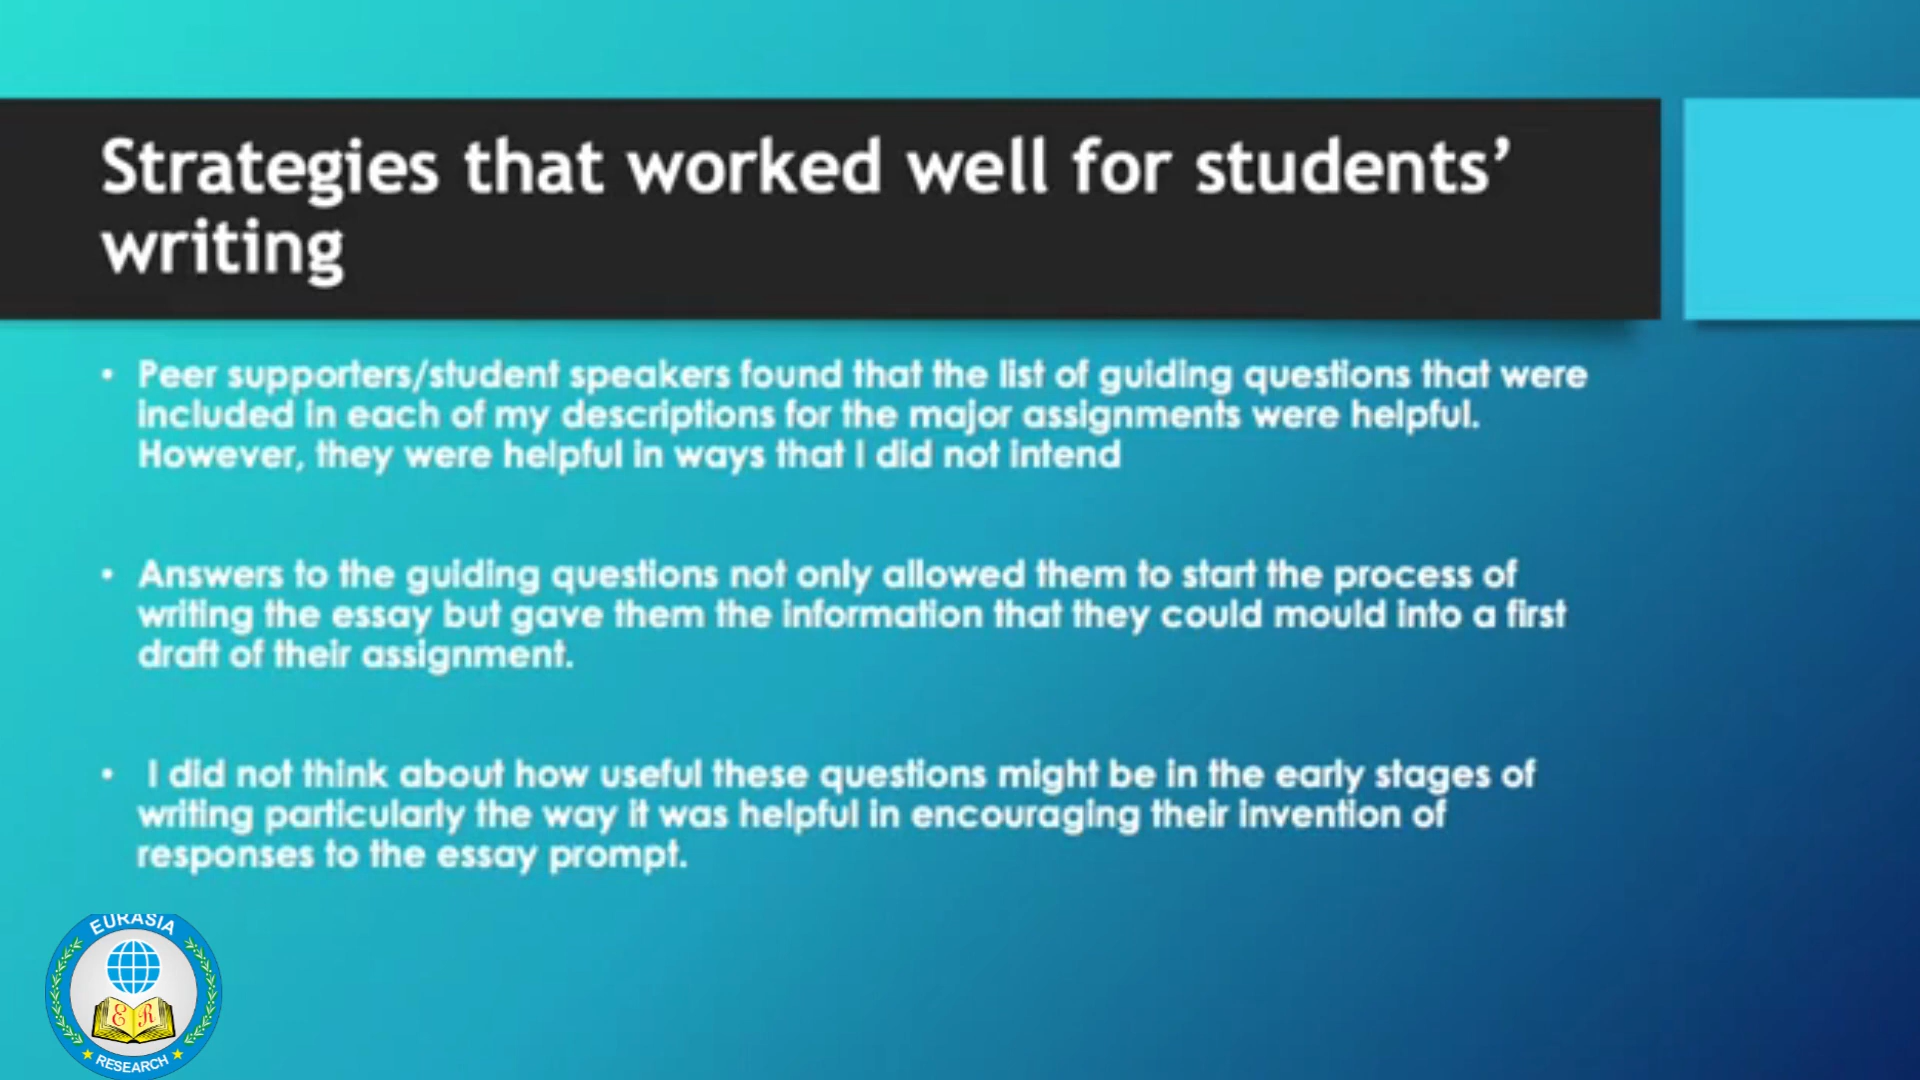 Strategies that worked well for students’
writing
• Peer supporters/student speakers found that the list of guiding questions that were
included in each of my descriptions for the major assignments were helpful.
However, they were helpful in ways that I did not intend
• Answers to the guiding questions not only allowed them to start the process of
writing the essay but gave them the information that they could mould into a first
draft of their assignment.
• I did not think about how useful these questions might be in the early stages of
writing particularly the way it was helpful in encouraging their invention of
responses to the essay prompt.
EURASIA
E R
RESEARCH